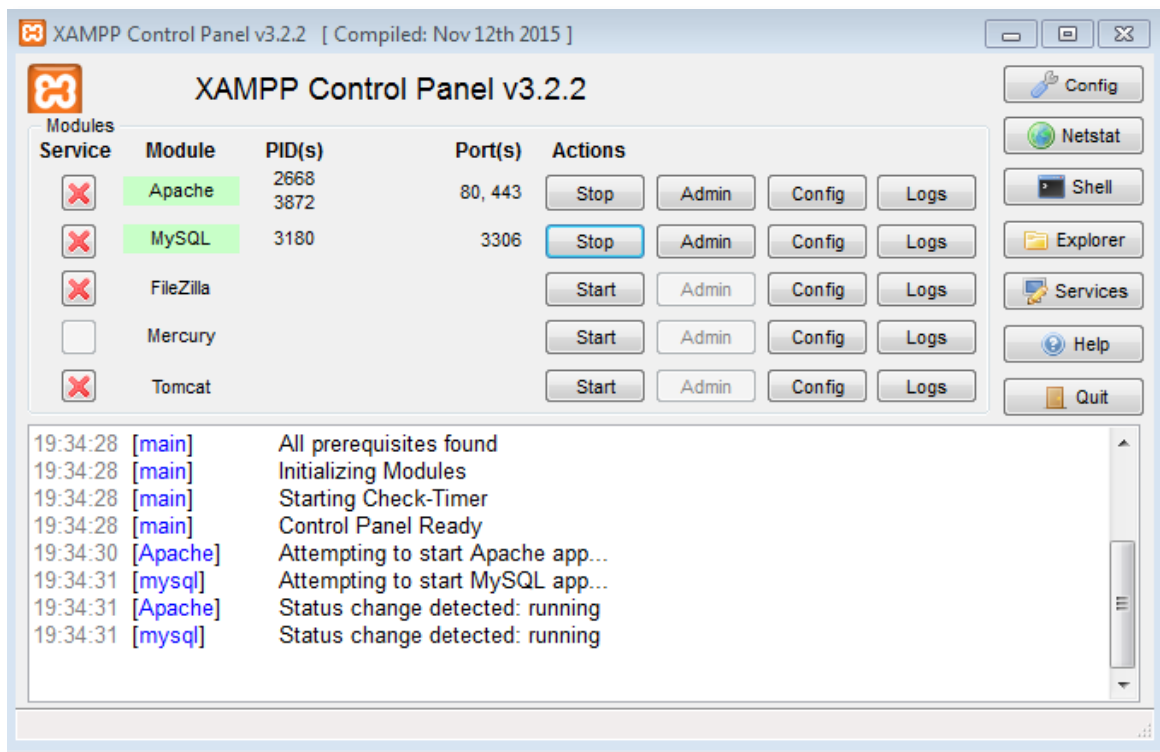 XAMPP Control Panel v3.2.2 [ Compiled: Nov 12th 2015 ]
XAMPP Control Panel v3.2.2
Config
Modules
Netstat
Service Module PID(s) Port(s) Actions
Apache 2668 3872 80, 443 Stop Admin Config Logs
Shell
MySQL 3180 3306 Stop Admin Config Logs
Explorer
FileZilla Start Admin Config Logs
Services
Mercury Start Admin Config Logs
Help
Tomcat Start Admin Config Logs
Quit
19:34:28 [main] All prerequisites found
19:34:28 [main] Initializing Modules
19:34:28 [main] Starting Check-Timer
19:34:28 [main] Control Panel Ready
19:34:30 [Apache] Attempting to start Apache app...
19:34:31 [mysql] Attempting to start MySQL app...
19:34:31 [Apache] Status change detected: running
19:34:31 [mysql] Status change detected: running